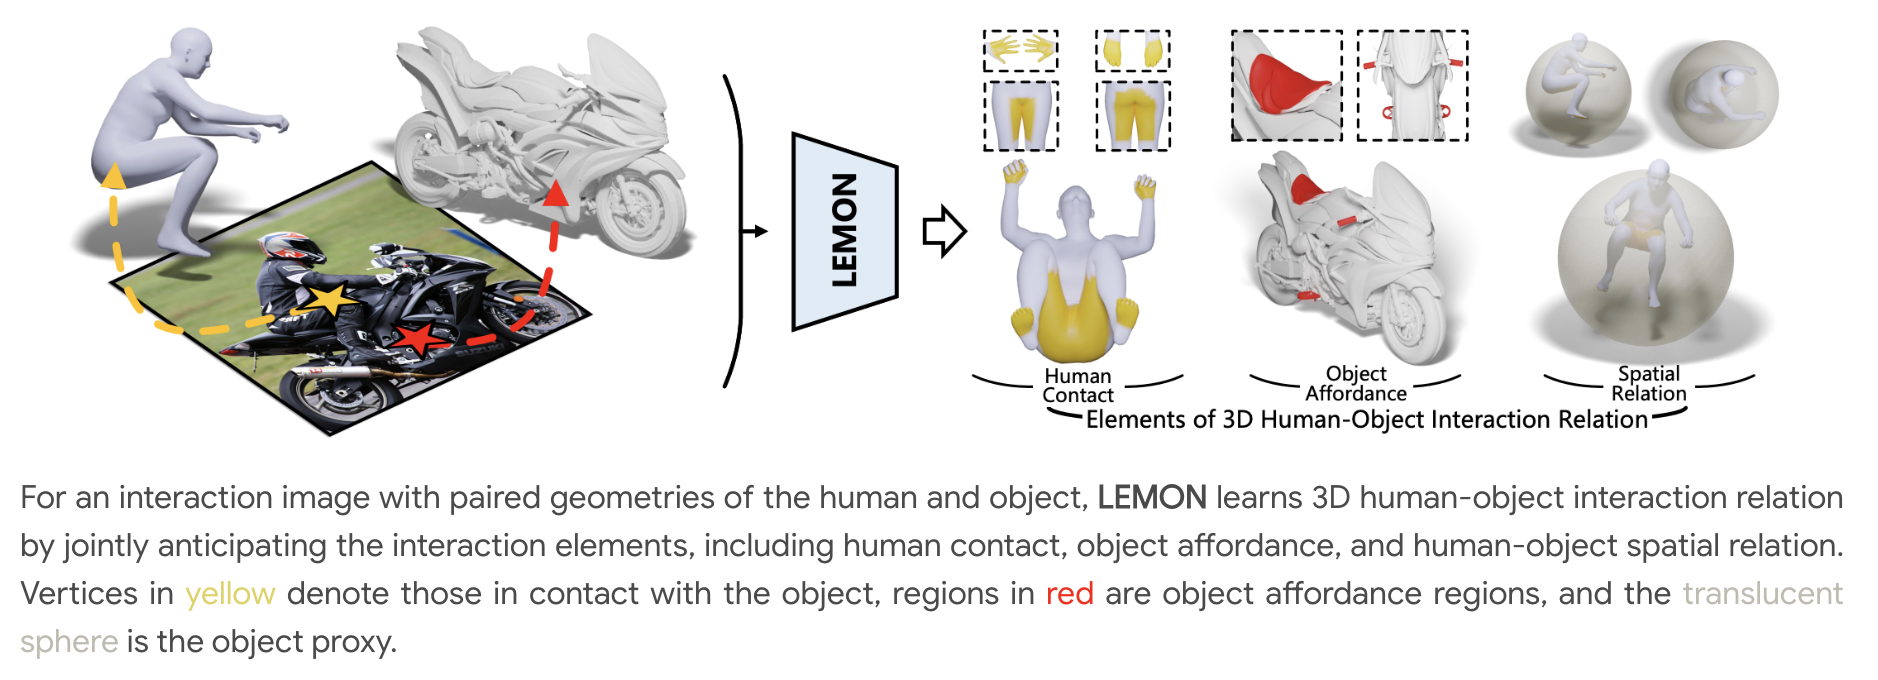 LEMON
SUZUKI
Human
Contact
Object
Affordance
Spatial
Relation
Elements of 3D Human-Object Interaction Relation
For an interaction image with paired geometries of the human and object, LEMON learns 3D human-object interaction relation
by jointly anticipating the interaction elements, including human contact, object affordance, and human-object spatial relation.
Vertices in yellow denote those in contact with the object, regions in red are object affordance regions, and the translucent
sphere is the object proxy.